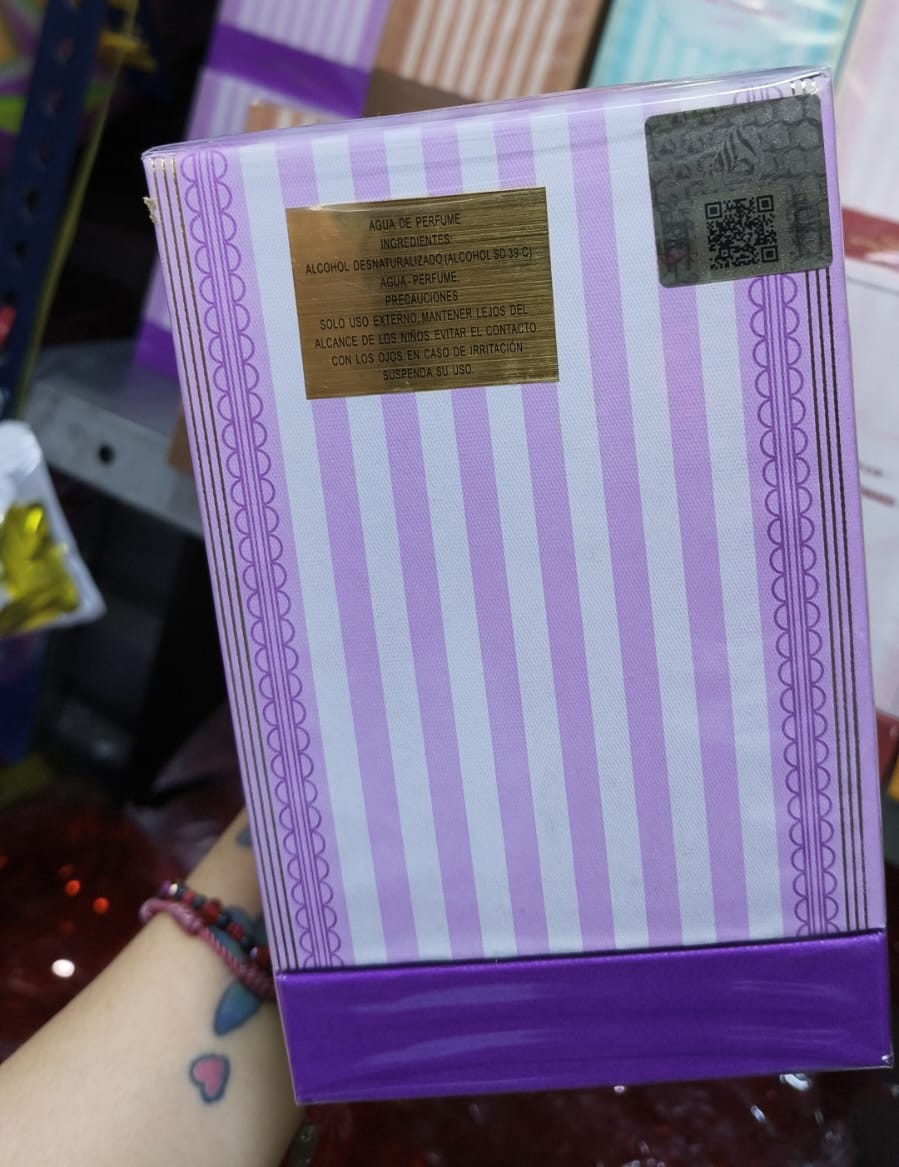 AGUA DE PERFUME
INGREDIENTES:
ALCOHOL DESNATURALIZADO (ALCOHOL SD 39-C)
AGUA - PERFUME.
PRECAUCIONES
SOLO USO EXTERNO, MANTENER LEJOS DEL
ALCANCE DE LOS NIÑOS. EVITAR EL CONTACTO
CON LOS OJOS. EN CASO DE IRRITACIÓN
SUSPENDA SU USO.